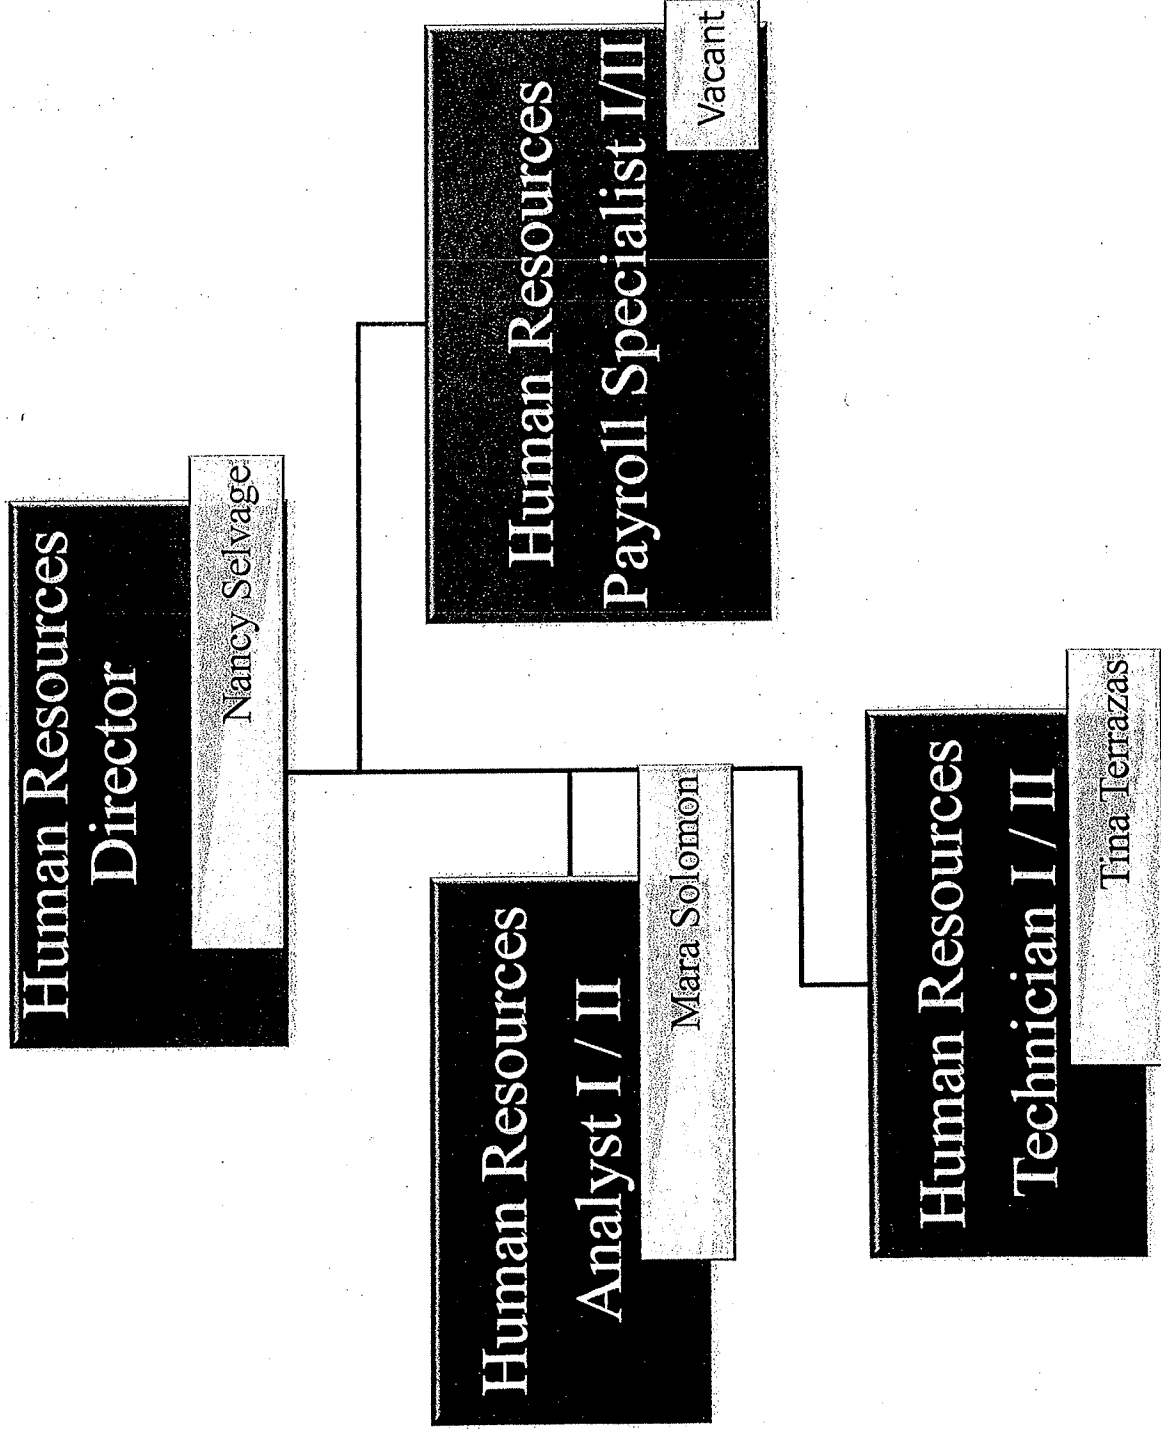 Human Resources
Director
Nancy Selvage
Human Resources
Analyst I / II
Mara Solomon
Human Resources
Payroll Specialist I/II
Vacant
Human Resources
Technician I / II
Tina Terrazas